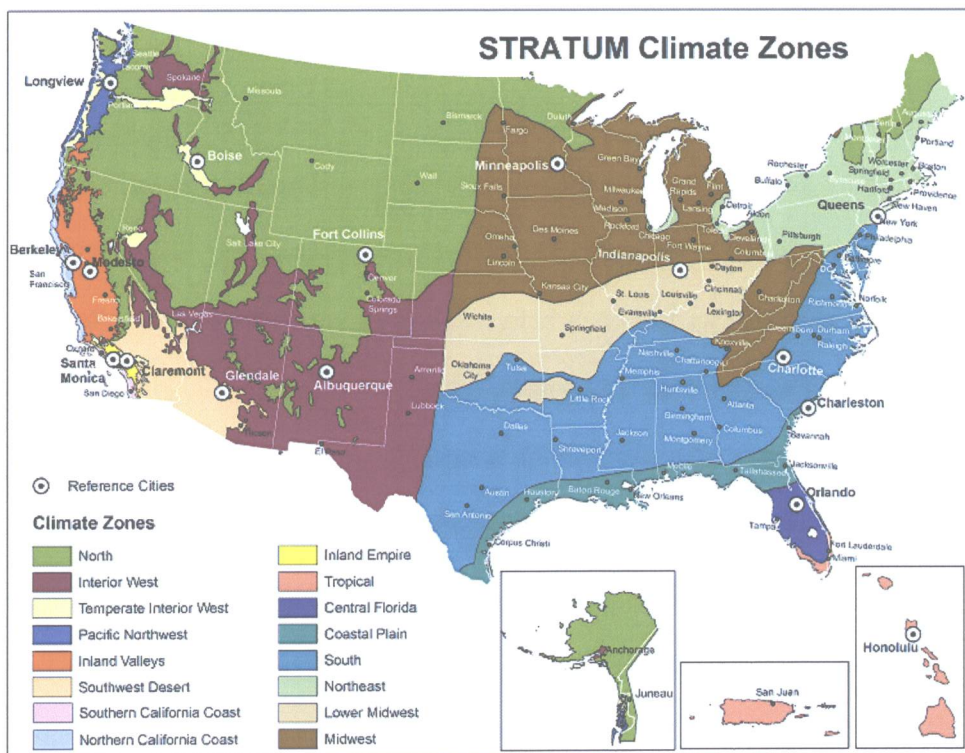 STRATUM Climate Zones
Seattle
Tacoma
Longview
Spokane
Portland
Missoula
Bismarck
Fargo
Duluth
Boise
Cody
Wall
Minneapolis
Green Bay
Sioux Falls
Milwaukee
Madison
Grand
Rapids
Flint
Lansing
Detroit
Rochester
Buffalo
Worcester
Springfield
Hartford
Boston
Portland
Augusta
Providence
New Haven
Queens
New York
Reno
Salt Lake City
Fort Collins
Omaha
Lincoln
Des Moines
Rockford
Chicago
Fort Wayne
Toledo
Cleveland
Akron
Columbus
Pittsburgh
Philadelphia
Baltimore
DC
Berkeley
San
Francisco
Modesto
Fresno
Bakersfield
Las Vegas
Denver
Colorado
Springs
Kansas City
Indianapolis
Dayton
Cincinnati
St. Louis
Louisville
Evansville
Lexington
Charleston
Richmond
Norfolk
Wichita
Springfield
Knoxville
Greensboro
Durham
Raleigh
Oxnard
Santa
Monica
Claremont
San Diego
Glendale
Tucson
Albuquerque
El Paso
Amarillo
Lubbock
Oklahoma
City
Tulsa
Nashville
Chattanooga
Memphis
Little Rock
Huntsville
Charlotte
Charleston
Atlanta
Birmingham
Columbus
Savannah
Dallas
Shreveport
Jackson
Montgomery
Mobile
Tallahassee
Jacksonville
Austin
Houston
Baton Rouge
New Orleans
San Antonio
Corpus Christi
Orlando
Tampa
Fort Lauderdale
Miami
Reference Cities
Climate Zones
North
Interior West
Temperate Interior West
Pacific Northwest
Inland Valleys
Southwest Desert
Southern California Coast
Northern California Coast
Inland Empire
Tropical
Central Florida
Coastal Plain
South
Northeast
Lower Midwest
Midwest
Anchorage
Juneau
San Juan
Honolulu